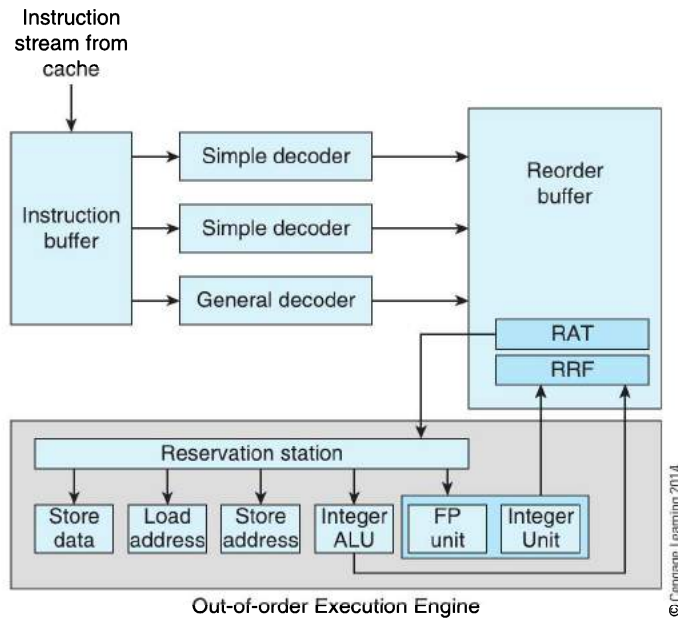 Instruction
stream from
cache
Simple decoder
Reorder
buffer
Instruction
buffer
Simple decoder
General decoder
RAT
RRF
Reservation station
Store
data
Load
address
Store
address
Integer
ALU
FP
unit
Integer
Unit
Out-of-order Execution Engine
© Cengage Learning 2014